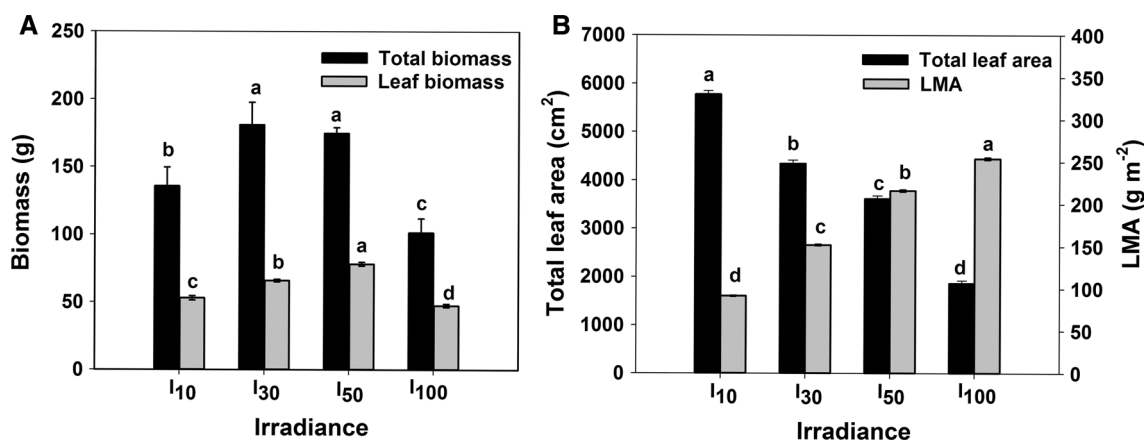 A
250
200
150
100
50
0
Biomass (g)
Total biomass
Leaf biomass
b
c
a
b
a
a
c
d
I10
I30
I50
I100
Irradiance
B
7000
6000
5000
4000
3000
2000
1000
0
Total leaf area (cm²)
Total leaf area
LMA
a
d
b
c
c
b
d
a
I10
I30
I50
I100
Irradiance
400
350
300
250
200
150
100
50
0
LMA (g m⁻²)